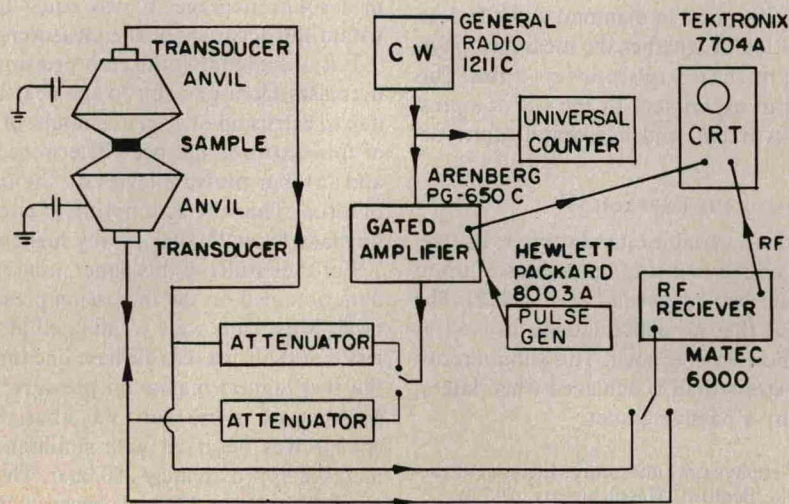 TRANSDUCER
ANVIL
SAMPLE
ANVIL
TRANSDUCER
CW
GENERAL
RADIO
1211C
TEKTRONIX
7704A
CRT
UNIVERSAL
COUNTER
ARENBERG
PG-650C
GATED
AMPLIFIER
HEWLETT
PACKARD
8003A
PULSE
GEN
RF
RF
RECIEVER
MATEC
6000
ATTENUATOR
ATTENUATOR